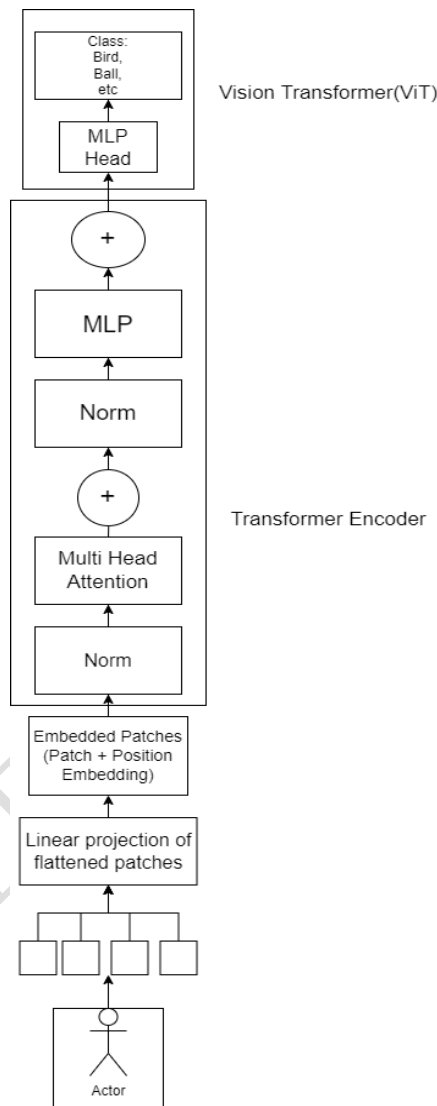 Class:
Bird,
Ball,
etc
Vision Transformer(ViT)
MLP
Head
+
MLP
Norm
+
Transformer Encoder
Multi Head
Attention
Norm
Embedded Patches
(Patch + Position
Embedding)
Linear projection of
flattened patches
Actor